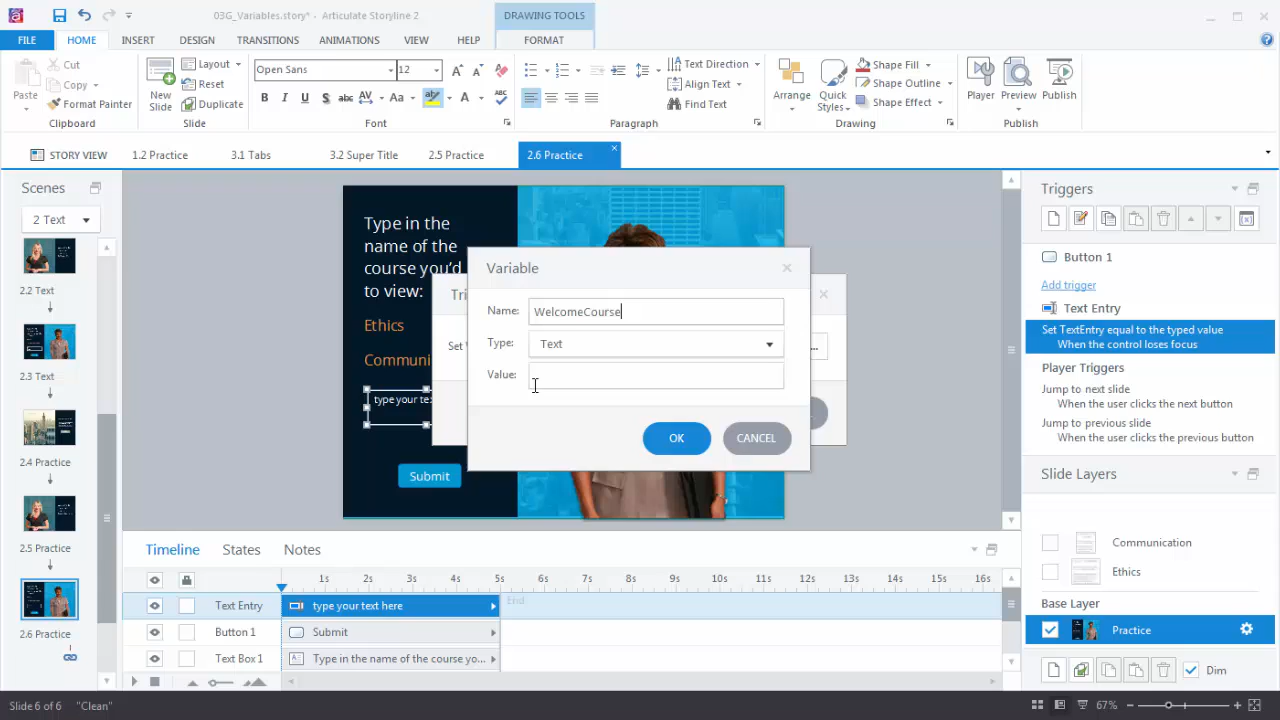 03G_Variables.story* - Articulate Storyline 2
DRAWING TOOLS
FILE
HOME
INSERT
DESIGN
TRANSITIONS
ANIMATIONS
VIEW
HELP
FORMAT
Paste
Cut
Copy
Format Painter
Clipboard
New
Slide
Layout
Reset
Duplicate
Slide
Open Sans
12
B I U S abc AV Aa A
Font
Text Direction
Align Text
Find Text
Paragraph
Arrange
Quick
Styles
Shape Fill
Shape Outline
Shape Effect
Drawing
Player
Preview
Publish
Publish
STORY VIEW
1.2 Practice
3.1 Tabs
3.2 Super Title
2.5 Practice
2.6 Practice
Scenes
2 Text
2.2 Text
2.3 Text
2.4 Practice
2.5 Practice
2.6 Practice
Type in the
name of the
course you'd
to view:
Ethics
Communi
type your te
Submit
Tri
Set
...
Variable
Name:
WelcomeCourse
Type:
Text
Value:
OK
CANCEL
Triggers
Button 1
Add trigger
Text Entry
Set TextEntry equal to the typed value
When the control loses focus
Player Triggers
Jump to next slide
When the user clicks the next button
Jump to previous slide
When the user clicks the previous button
Slide Layers
Communication
Ethics
Base Layer
Practice
Dim
Timeline
States
Notes
1s 2s 3s 4s 5s 6s 7s 8s 9s 10s 11s 12s 13s 14s 15s 16s
Text Entry
type your text here
End
Button 1
Submit
Text Box 1
Type in the name of the course yo...
Slide 6 of 6
"Clean"
67%